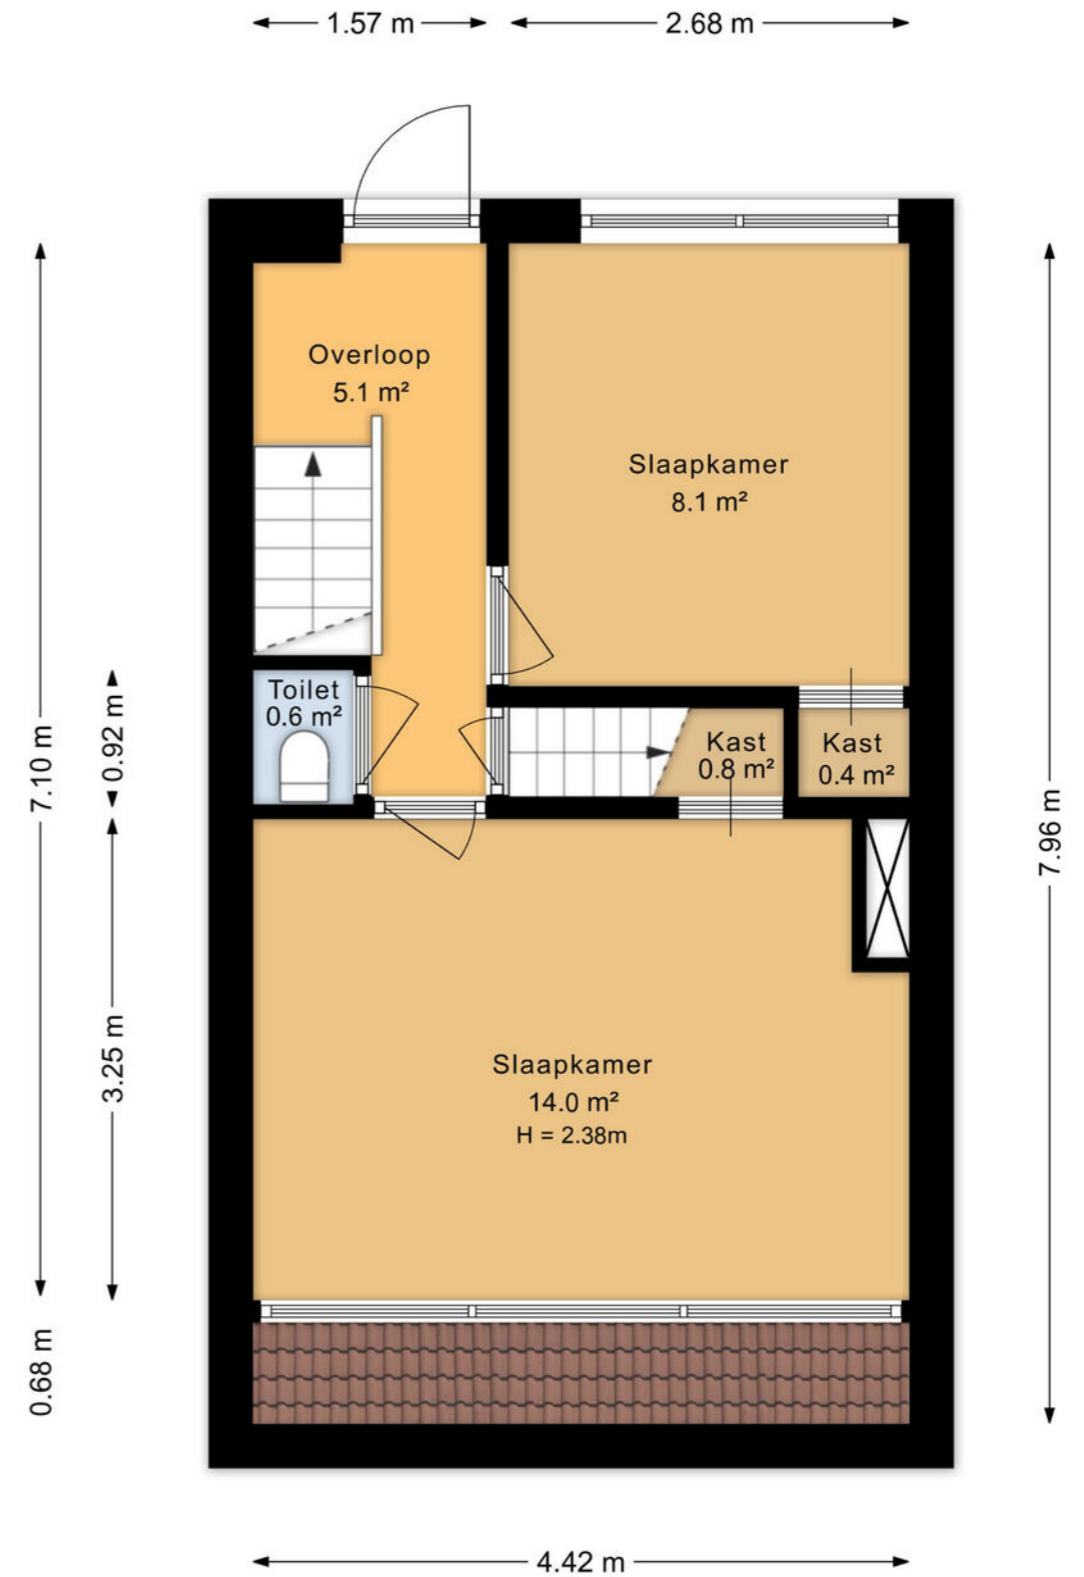 1.57 m
2.68 m
Overloop
5.1 m²
Slaapkamer
8.1 m²
Toilet
0.6 m²
Kast
0.8 m²
Kast
0.4 m²
7.10 m
0.92 m
7.96 m
3.25 m
Slaapkamer
14.0 m²
H = 2.38m
0.68 m
4.42 m